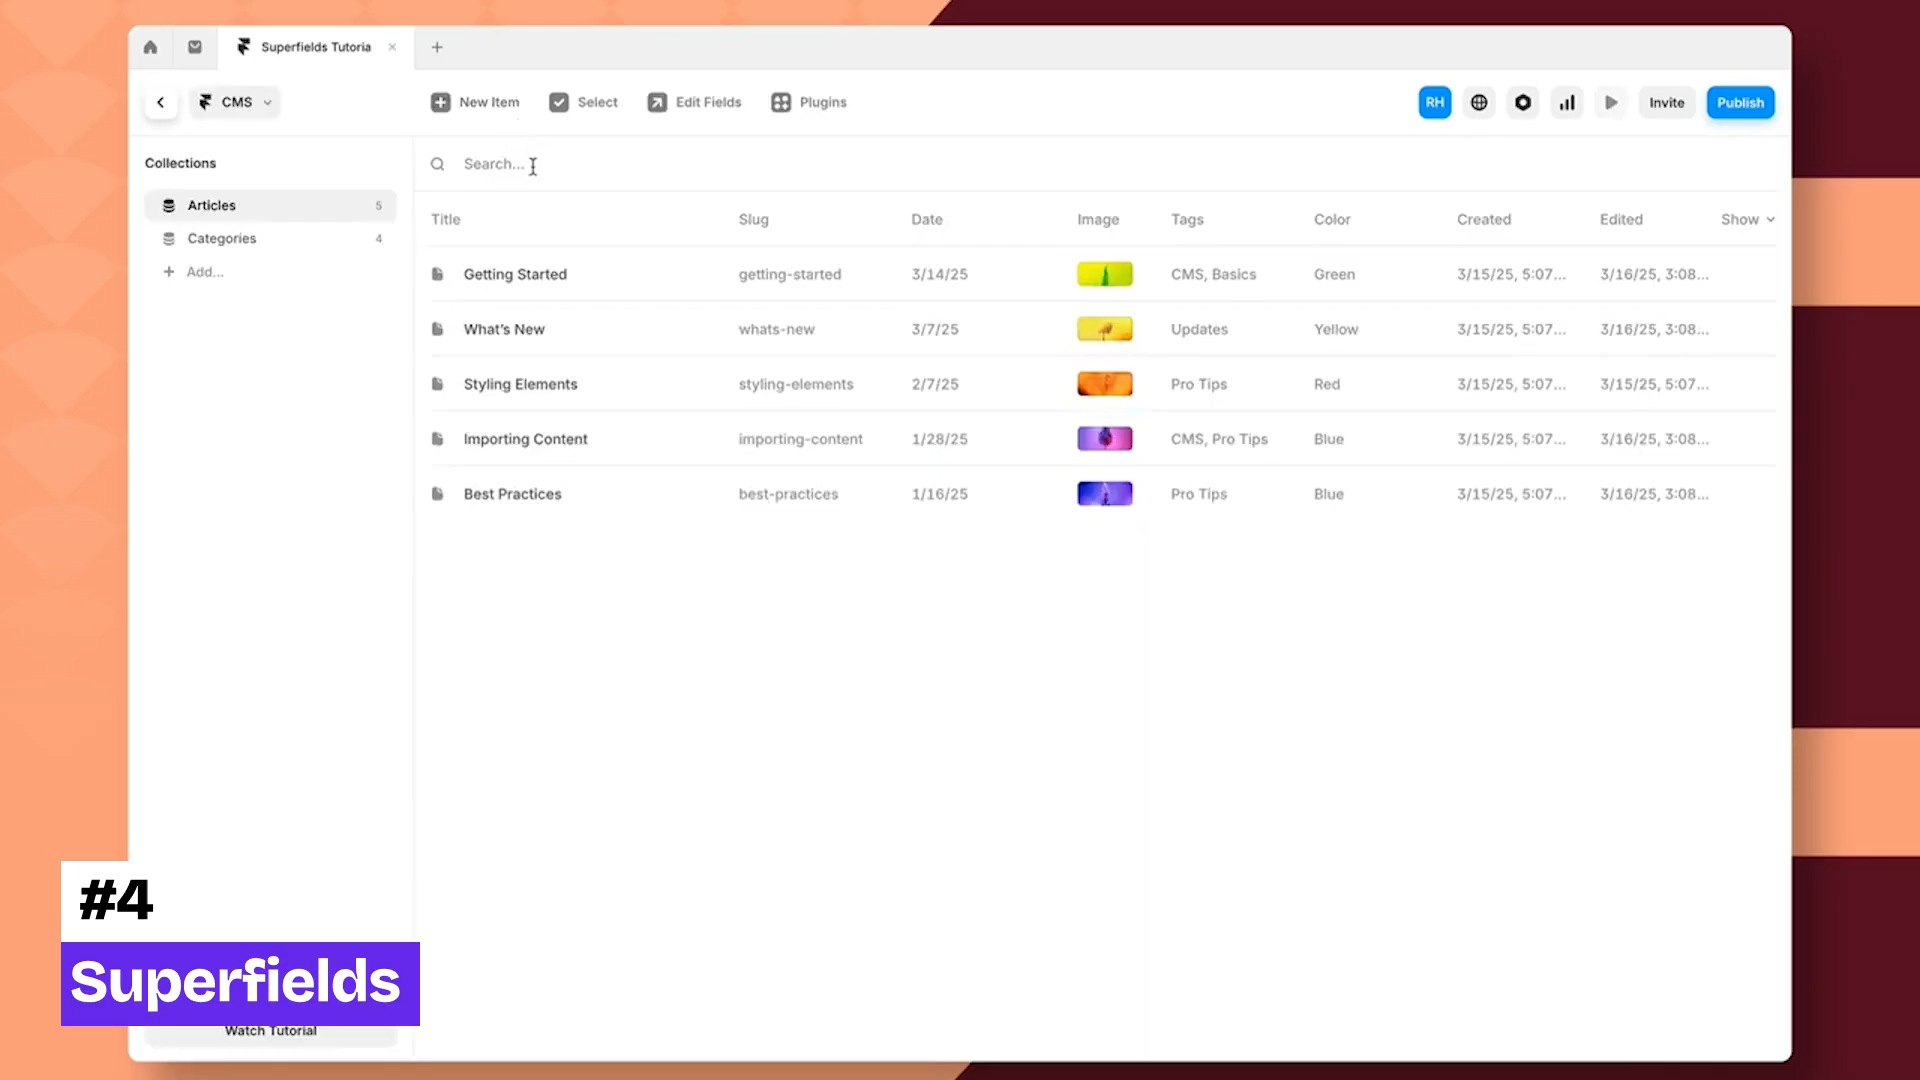 Superfields Tutoria
CMS
New Item
Select
Edit Fields
Plugins
RH
Invite
Publish
Collections
Articles 5
Categories 4
Add...
Search...
Title Slug Date Image Tags Color Created Edited Show
Getting Started getting-started 3/14/25 CMS, Basics Green 3/15/25, 5:07... 3/16/25, 3:08...
What's New whats-new 3/7/25 Updates Yellow 3/15/25, 5:07... 3/16/25, 3:08...
Styling Elements styling-elements 2/7/25 Pro Tips Red 3/15/25, 5:07... 3/15/25, 5:07...
Importing Content importing-content 1/28/25 CMS, Pro Tips Blue 3/15/25, 5:07... 3/16/25, 3:08...
Best Practices best-practices 1/16/25 Pro Tips Blue 3/15/25, 5:07... 3/16/25, 3:08...
#4
Superfields
Watch Tutorial